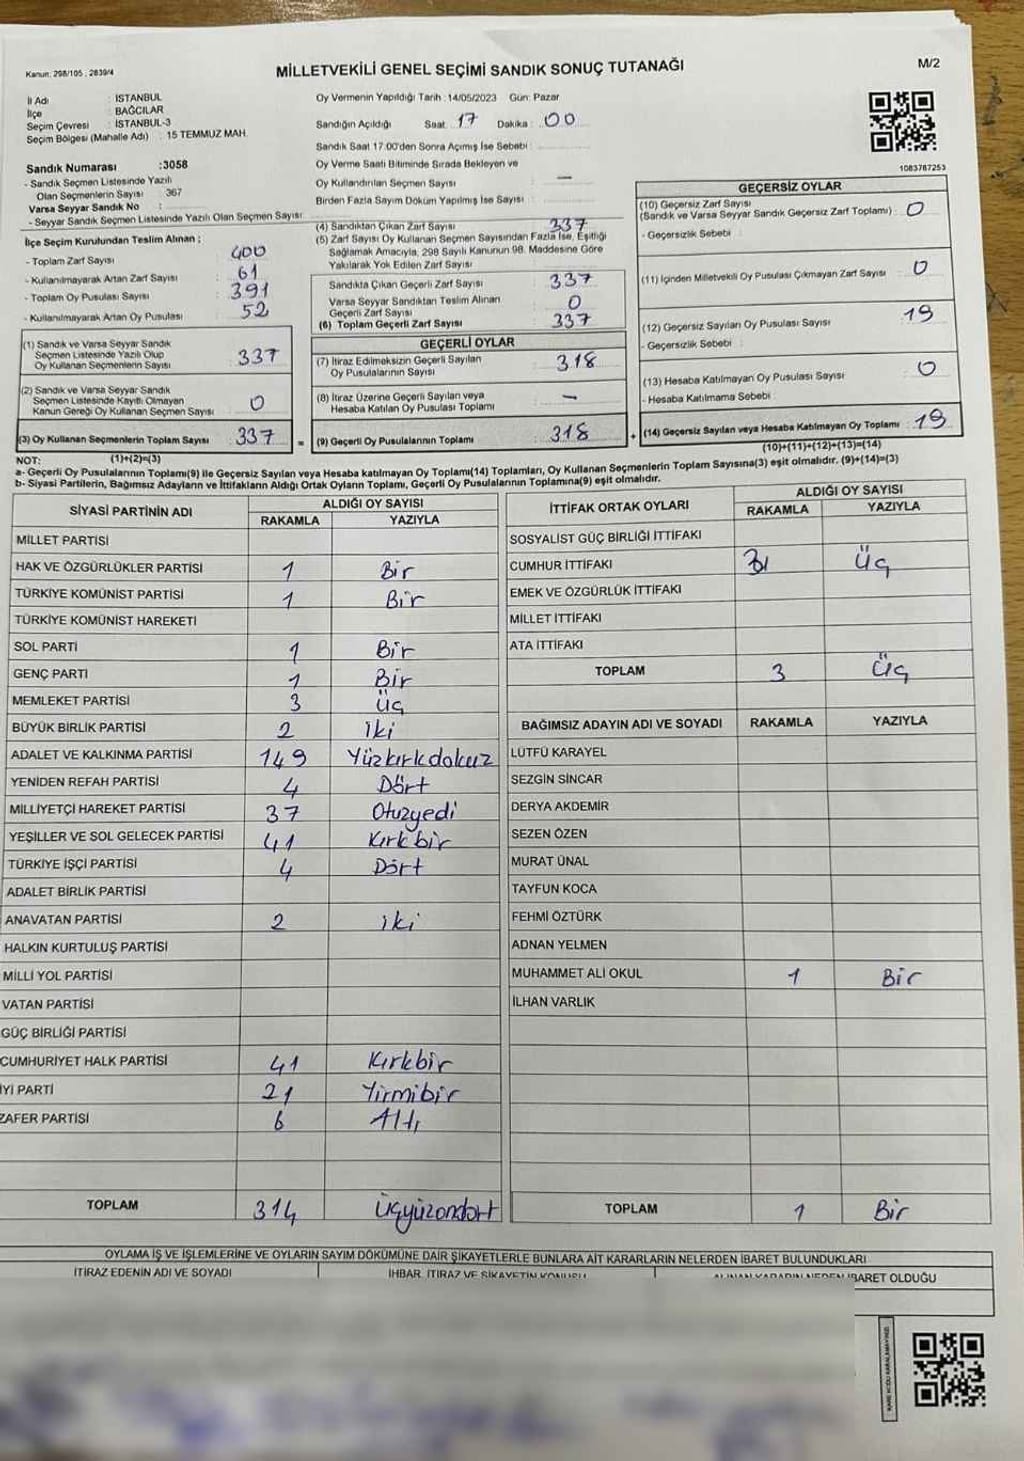 Kanun: 298/105 ; 2839/4
MİLLETVEKİLİ GENEL SEÇİMİ SANDIK SONUÇ TUTANAĞI
M/2
İl Adı : İSTANBUL
İlçe : BAĞCILAR
Seçim Çevresi : İSTANBUL-3
Seçim Bölgesi (Mahalle Adı) : 15 TEMMUZ MAH.
Sandık Numarası : 3058
- Sandık Seçmen Listesinde Yazılı
Olan Seçmenlerin Sayısı : 367
Varsa Seyyar Sandık No :
- Seyyar Sandık Seçmen Listesinde Yazılı Olan Seçmen Sayısı :
İlçe Seçim Kurulundan Teslim Alınan ;
- Toplam Zarf Sayısı : 400
- Kullanılmayarak Artan Zarf Sayısı : 61
- Toplam Oy Pusulası Sayısı : 391
- Kullanılmayarak Artan Oy Pusulası : 52
(1) Sandık ve Varsa Seyyar Sandık
Seçmen Listesinde Yazılı Olup
Oy Kullanan Seçmenlerin Sayısı : 337
(2) Sandık ve Varsa Seyyar Sandık
Seçmen Listesinde Kayıtlı Olmayan
Kanun Gereği Oy Kullanan Seçmen Sayısı : 0
(3) Oy Kullanan Seçmenlerin Toplam Sayısı : 337
(1)+(2)=(3)
Oy Vermenin Yapıldığı Tarih : 14/05/2023 Gün: Pazar
Sandığın Açıldığı Saat : 17 Dakika : 00
Sandık Saat 17.00'den Sonra Açımış İse Sebebi :
Oy Verme Saati Bitiminde Sırada Bekleyen ve
Oy Kullandırılan Seçmen Sayısı : —
Birden Fazla Sayım Döküm Yapılmış İse Sayısı :
(4) Sandıktan Çıkan Zarf Sayısı : 337
(5) Zarf Sayısı Oy Kullanan Seçmen Sayısından Fazla İse, Eşitliği
Sağlamak Amacıyla, 298 Sayılı Kanunun 98. Maddesine Göre
Yakılarak Yok Edilen Zarf Sayısı :
Sandıkta Çıkan Geçerli Zarf Sayısı : 337
Varsa Seyyar Sandıktan Teslim Alınan
Geçerli Zarf Sayısı : 0
(6) Toplam Geçerli Zarf Sayısı : 337
GEÇERLİ OYLAR
(7) İtiraz Edilmeksizin Geçerli Sayılan
Oy Pusulalarının Sayısı : 318
(8) İtiraz Üzerine Geçerli Sayılan veya
Hesaba Katılan Oy Pusulası Toplamı : —
= (9) Geçerli Oy Pusulalarının Toplamı : 318 +
1083787253
GEÇERSİZ OYLAR
(10) Geçersiz Zarf Sayısı
(Sandık ve Varsa Seyyar Sandık Geçersiz Zarf Toplamı) : 0
- Geçersizlik Sebebi :
(11) İçinden Milletvekili Oy Pusulası Çıkmayan Zarf Sayısı : 0
(12) Geçersiz Sayılan Oy Pusulası Sayısı : 19
- Geçersizlik Sebebi :
(13) Hesaba Katılmayan Oy Pusulası Sayısı : 0
- Hesaba Katılmama Sebebi :
(14) Geçersiz Sayılan veya Hesaba Katılmayan Oy Toplamı : 19
(10)+(11)+(12)+(13)=(14)
NOT:
a- Geçerli Oy Pusulalarının Toplamı(9) ile Geçersiz Sayılan veya Hesaba katılmayan Oy Toplamı(14) Toplamları, Oy Kullanan Seçmenlerin Toplam Sayısına(3) eşit olmalıdır. (9)+(14)=(3)
b- Siyasi Partilerin, Bağımsız Adayların ve İttifakların Aldığı Ortak Oyların Toplamı, Geçerli Oy Pusulalarının Toplamına(9) eşit olmalıdır.
SİYASİ PARTİNİN ADI ALDIĞI OY SAYISI
RAKAMLA YAZIYLA
MİLLET PARTİSİ
HAK VE ÖZGÜRLÜKLER PARTİSİ 1 Bir
TÜRKİYE KOMÜNİST PARTİSİ 1 Bir
TÜRKİYE KOMÜNİST HAREKETİ
SOL PARTİ 1 Bir
GENÇ PARTİ 1 Bir
MEMLEKET PARTİSİ 3 Üç
BÜYÜK BİRLİK PARTİSİ 2 iki
ADALET VE KALKINMA PARTİSİ 149 Yüzkırkdokuz
YENİDEN REFAH PARTİSİ 4 Dört
MİLLİYETÇİ HAREKET PARTİSİ 37 Otuzyedi
YEŞİLLER VE SOL GELECEK PARTİSİ 41 Kırkbir
TÜRKİYE İŞÇİ PARTİSİ 4 Dört
ADALET BİRLİK PARTİSİ
ANAVATAN PARTİSİ 2 iki
HALKIN KURTULUŞ PARTİSİ
MİLLİ YOL PARTİSİ
VATAN PARTİSİ
GÜÇ BİRLİĞİ PARTİSİ
CUMHURİYET HALK PARTİSİ 41 Kırkbir
İYİ PARTİ 21 Yirmibir
ZAFER PARTİSİ 6 Altı
TOPLAM 314 Üçyüzondört
İTTİFAK ORTAK OYLARI ALDIĞI OY SAYISI
RAKAMLA YAZIYLA
SOSYALİST GÜÇ BİRLİĞİ İTTİFAKI
CUMHUR İTTİFAKI Üç
EMEK VE ÖZGÜRLÜK İTTİFAKI
MİLLET İTTİFAKI
ATA İTTİFAKI
TOPLAM 3 Üç
BAĞIMSIZ ADAYIN ADI VE SOYADI RAKAMLA YAZIYLA
LÜTFÜ KARAYEL
SEZGİN SİNCAR
DERYA AKDEMİR
SEZEN ÖZEN
MURAT ÜNAL
TAYFUN KOCA
FEHMİ ÖZTÜRK
ADNAN YELMEN
MUHAMMET ALİ OKUL 1 Bir
İLHAN VARLIK
TOPLAM 1 Bir
OYLAMA İŞ VE İŞLEMLERİNE VE OYLARIN SAYIM DÖKÜMÜNE DAİR ŞİKAYETLERLE BUNLARA AİT KARARLARIN NELERDEN İBARET BULUNDUKLARI
İTİRAZ EDENİN ADI VE SOYADI İHBAR, İTİRAZ VE ŞİKAYETİN KONUSU ALINAN KARARIN NEDEN İBARET OLDUĞU